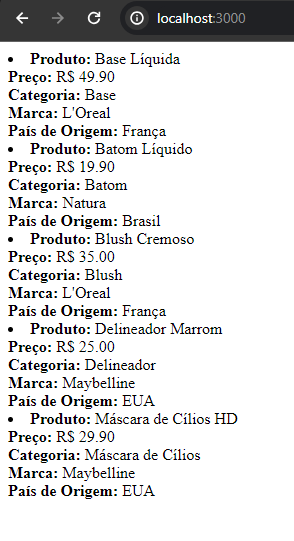 localhost:3000
• Produto: Base Líquida
Preço: R$ 49.90
Categoria: Base
Marca: L'Oreal
País de Origem: França
• Produto: Batom Líquido
Preço: R$ 19.90
Categoria: Batom
Marca: Natura
País de Origem: Brasil
• Produto: Blush Cremoso
Preço: R$ 35.00
Categoria: Blush
Marca: L'Oreal
País de Origem: França
• Produto: Delineador Marrom
Preço: R$ 25.00
Categoria: Delineador
Marca: Maybelline
País de Origem: EUA
• Produto: Máscara de Cílios HD
Preço: R$ 29.90
Categoria: Máscara de Cílios
Marca: Maybelline
País de Origem: EUA